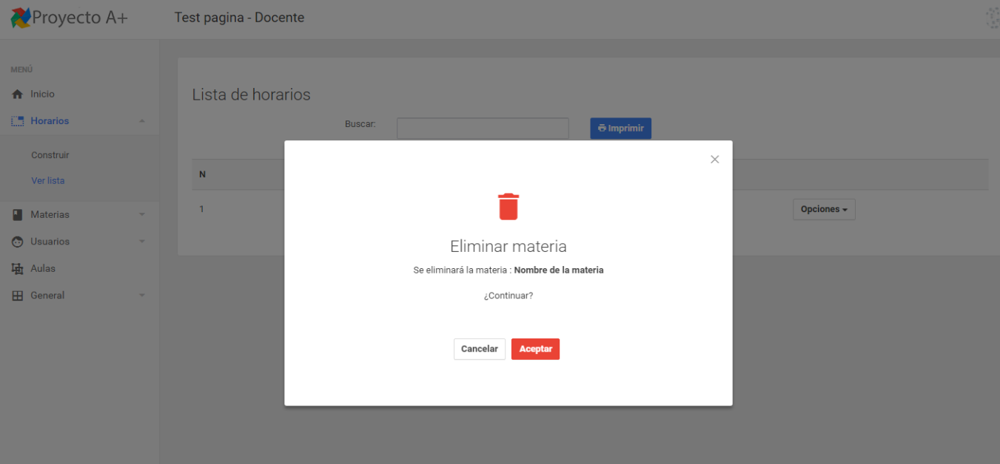 Proyecto A+
Test pagina - Docente
MENÚ
Inicio
Horarios
Construir
Ver lista
Materias
Usuarios
Aulas
General
Lista de horarios
Buscar:
Imprimir
N
1
Opciones
Eliminar materia
Se eliminará la materia : Nombre de la materia
¿Continuar?
Cancelar
Aceptar